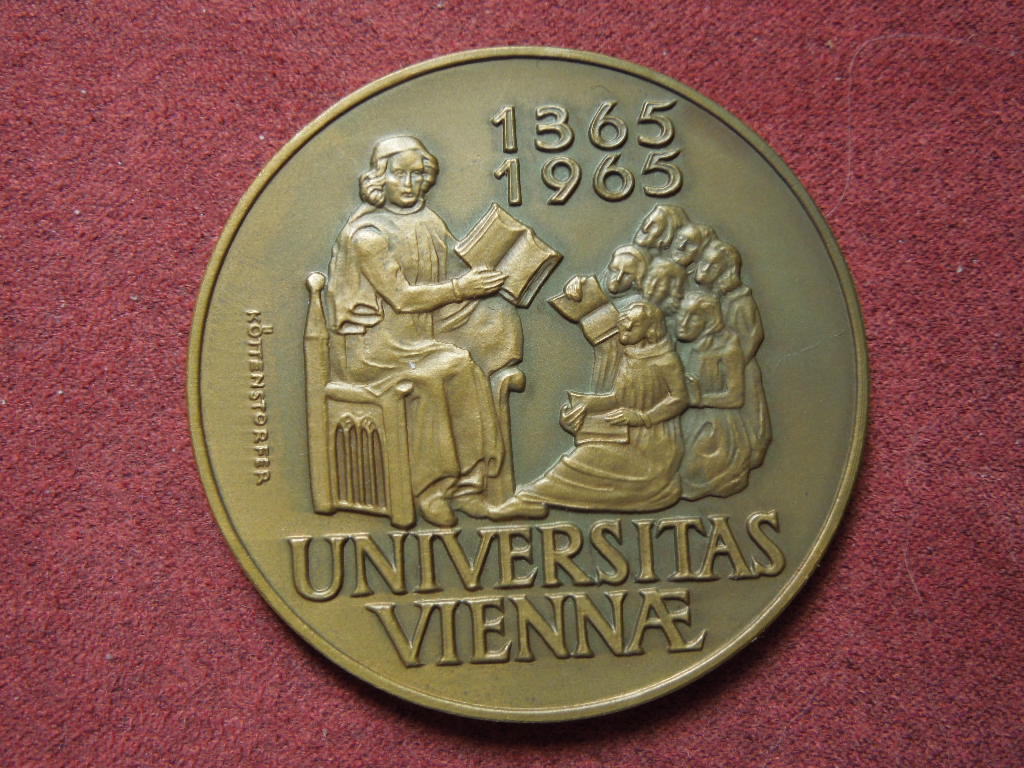 1365
1965
KÖTTENSTORFER
UNIVERSITAS
VIENNÆ